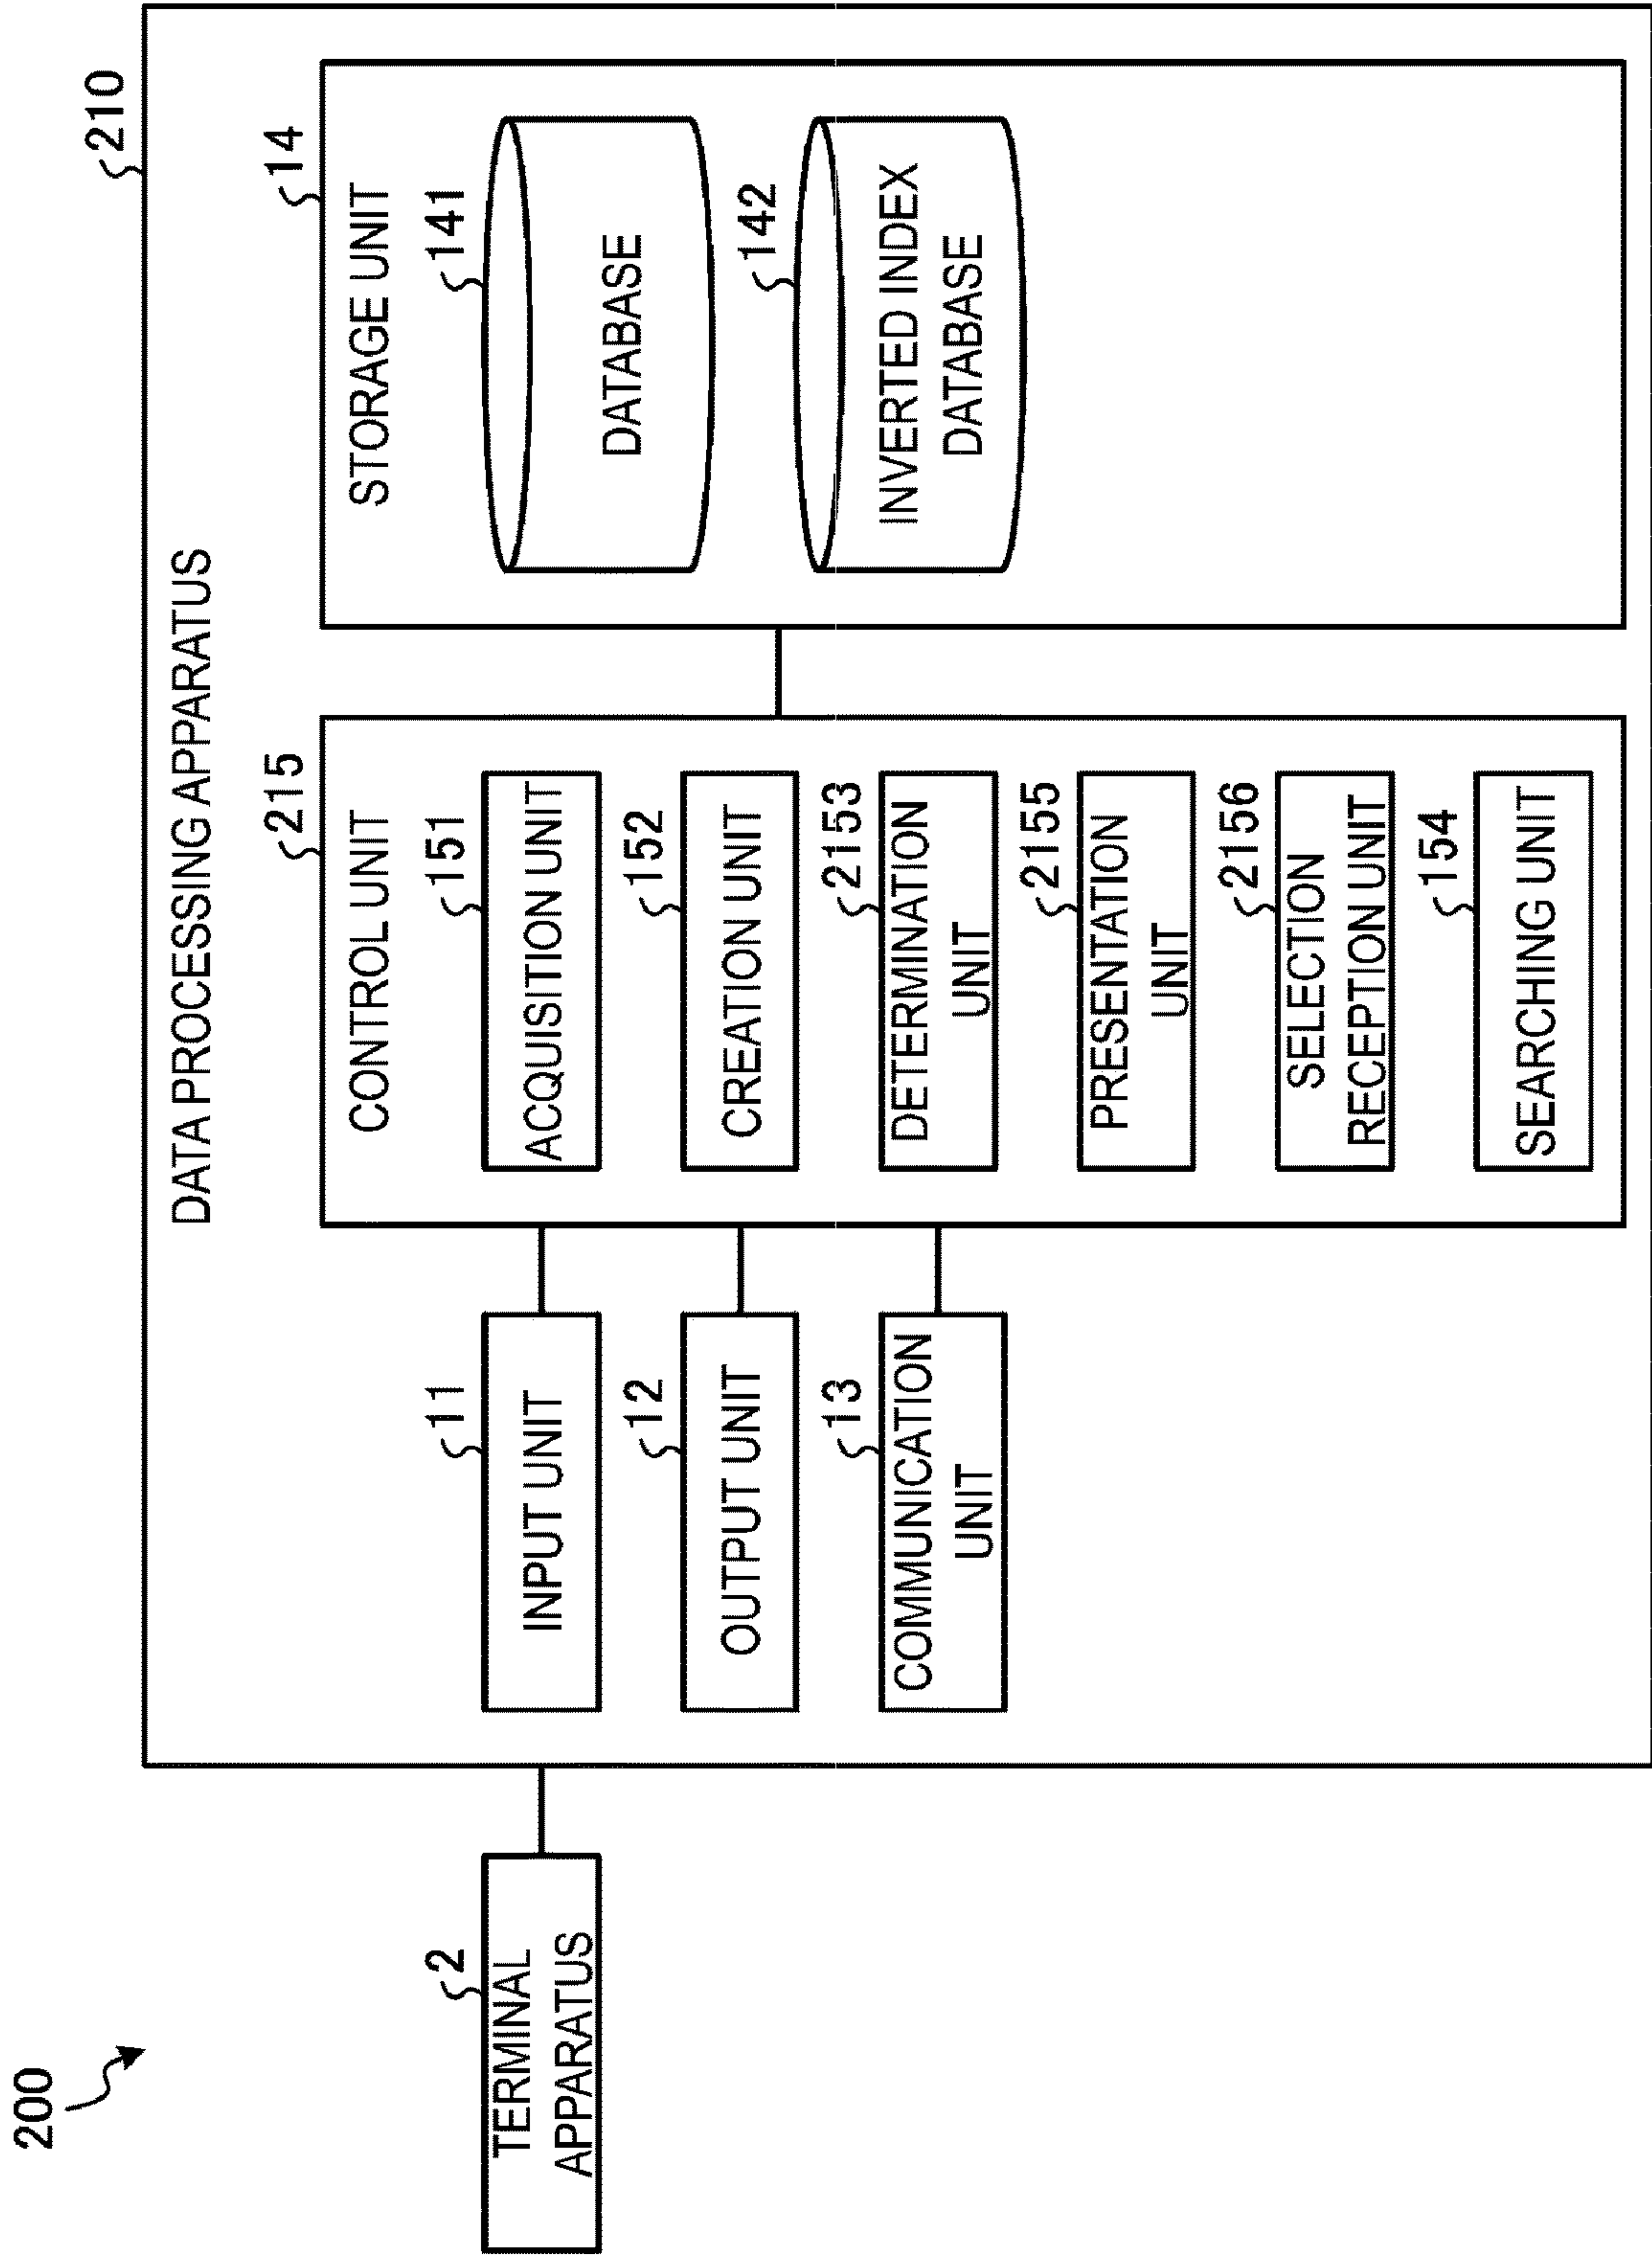 200
210
DATA PROCESSING APPARATUS
2
TERMINAL
APPARATUS
11
INPUT UNIT
12
OUTPUT UNIT
13
COMMUNICATION
UNIT
215
CONTROL UNIT
151
ACQUISITION UNIT
152
CREATION UNIT
2153
DETERMINATION
UNIT
2155
PRESENTATION
UNIT
2156
SELECTION
RECEPTION UNIT
154
SEARCHING UNIT
14
STORAGE UNIT
141
DATABASE
142
INVERTED INDEX
DATABASE